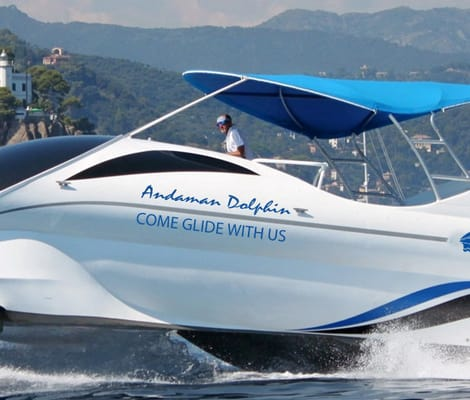 Andaman Dolphin
COME GLIDE WITH US